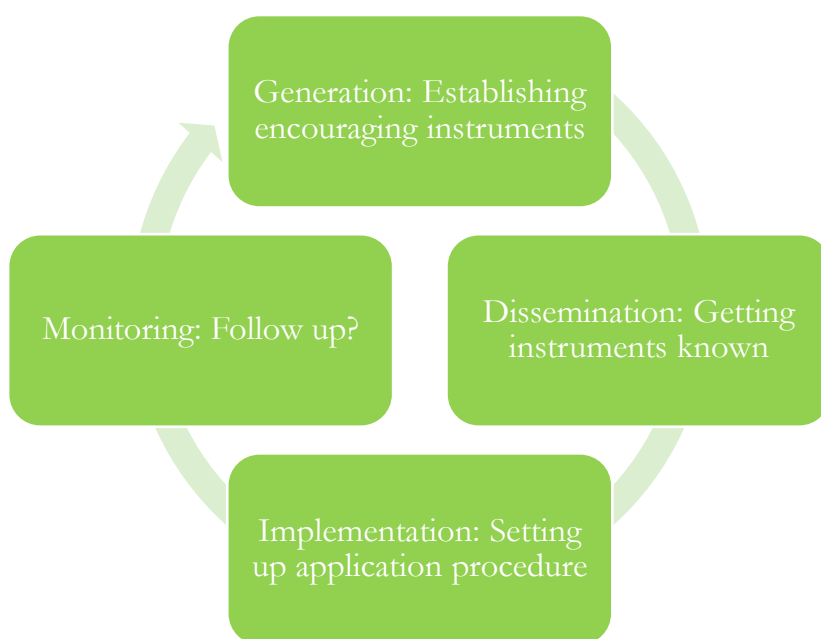 Generation: Establishing
encouraging instruments
Dissemination: Getting
instruments known
Implementation: Setting
up application procedure
Monitoring: Follow up?